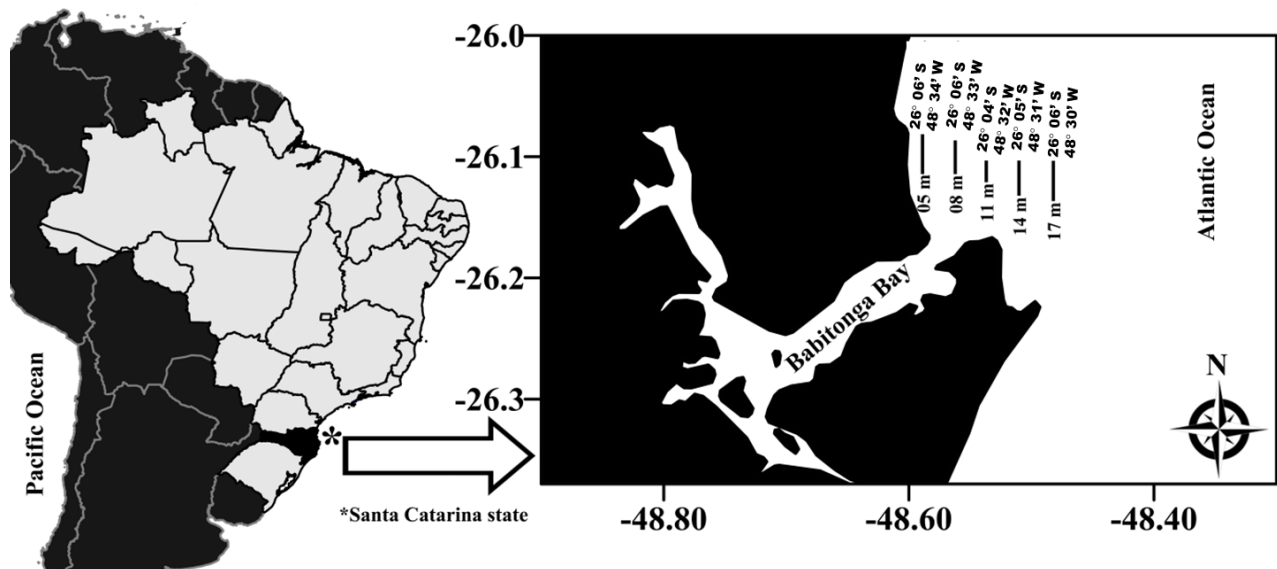 Pacific Ocean
*
*Santa Catarina state
-26.0
-26.1
-26.2
-26.3
-48.80
-48.60
-48.40
Babitonga Bay
05 m
26° 06' S
48° 34' W
08 m
26° 06' S
48° 33' W
11 m
26° 04' S
48° 32' W
14 m
26° 05' S
48° 31' W
17 m
26° 06' S
48° 30' W
Atlantic Ocean
N